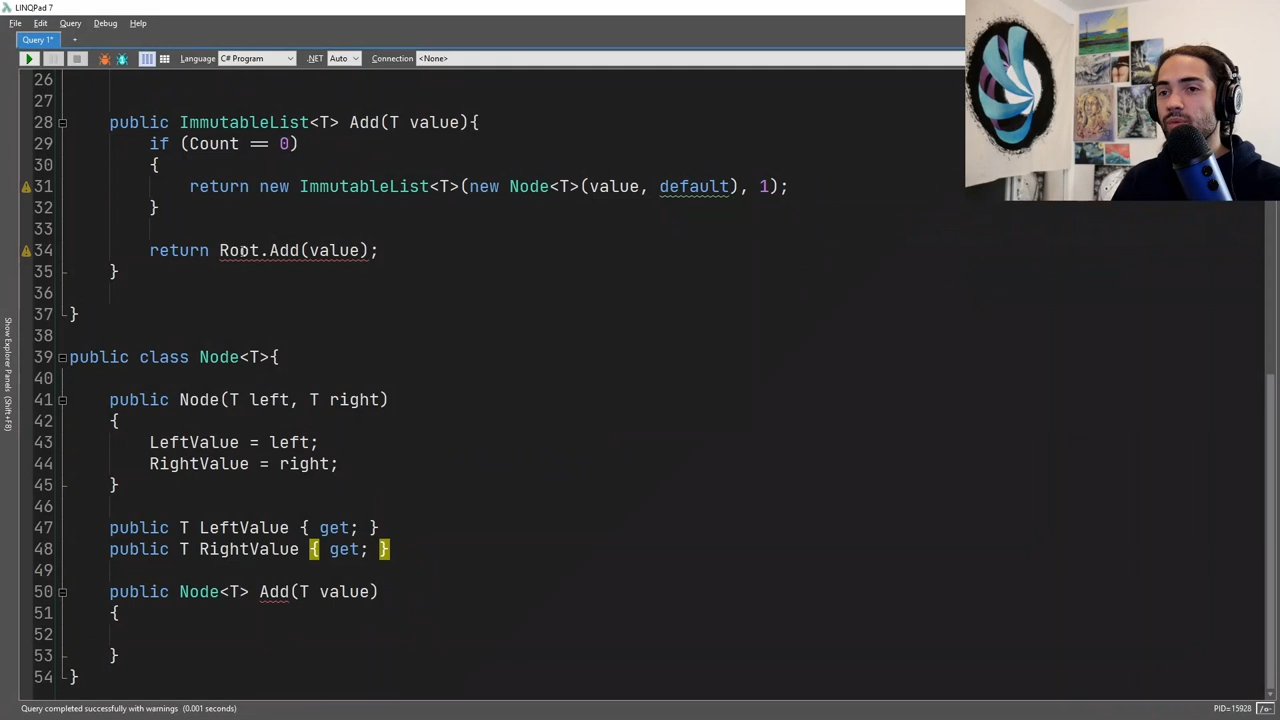 LINQPad 7
File Edit Query Debug Help
Query 1* +
Language C# Program .NET Auto Connection <None>
26
27
28 public ImmutableList<T> Add(T value){
29 if (Count == 0)
30 {
31 return new ImmutableList<T>(new Node<T>(value, default), 1);
32 }
33
34 return Root.Add(value);
35 }
36
37 }
38
39 public class Node<T>{
40
41 public Node(T left, T right)
42 {
43 LeftValue = left;
44 RightValue = right;
45 }
46
47 public T LeftValue { get; }
48 public T RightValue { get; }
49
50 public Node<T> Add(T value)
51 {
52
53 }
54 }
Show Explorer Panels (Shift+F8)
Query completed successfully with warnings (0.001 seconds)
PID=15928 /o-